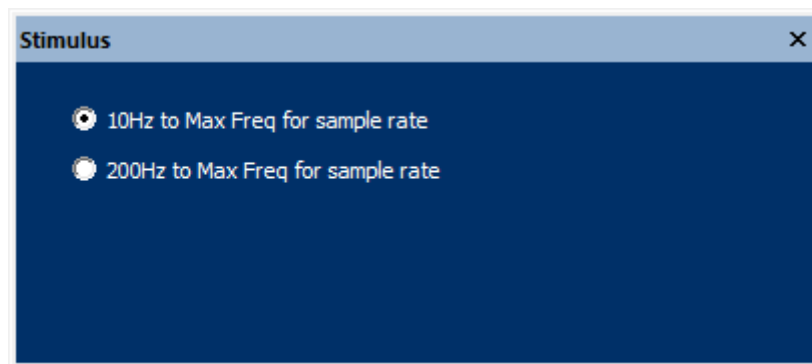 Stimulus
10Hz to Max Freq for sample rate
200Hz to Max Freq for sample rate